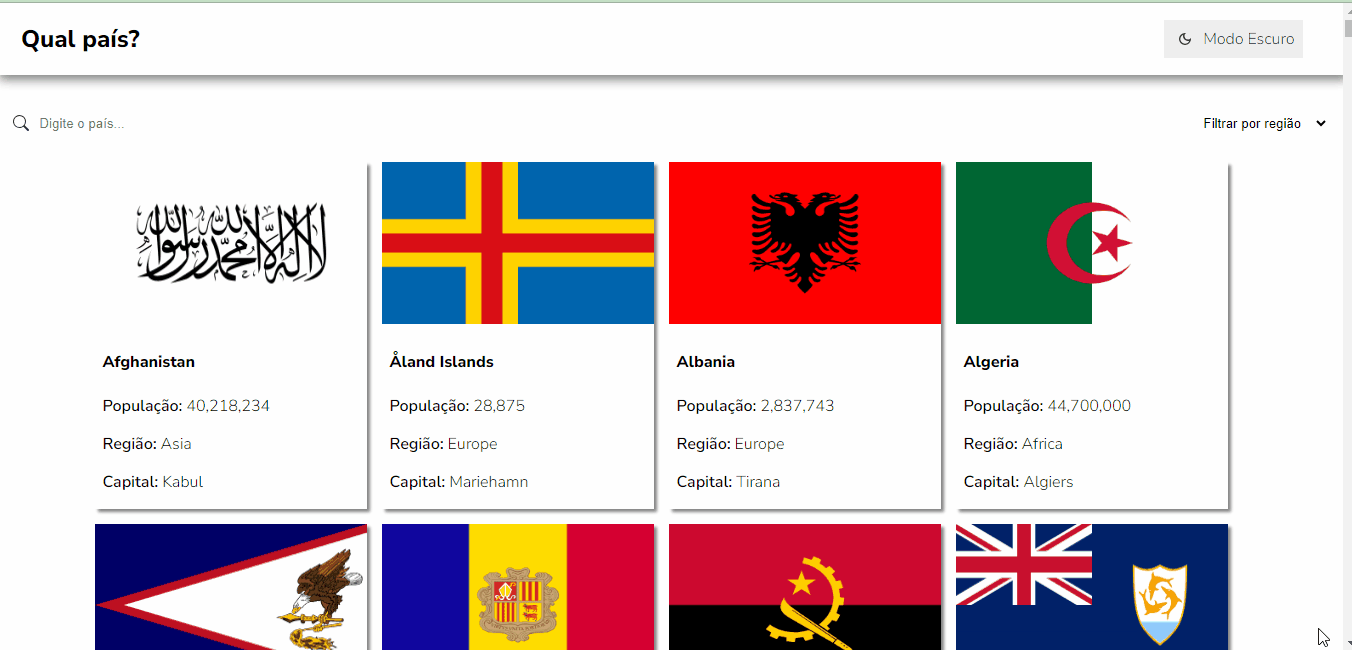 Qual país?
Modo Escuro
Digite o país...
Filtrar por região
لا إله إلا الله محمد رسول الله
Afghanistan
População: 40,218,234
Região: Asia
Capital: Kabul
Åland Islands
População: 28,875
Região: Europe
Capital: Mariehamn
Albania
População: 2,837,743
Região: Europe
Capital: Tirana
Algeria
População: 44,700,000
Região: Africa
Capital: Algiers